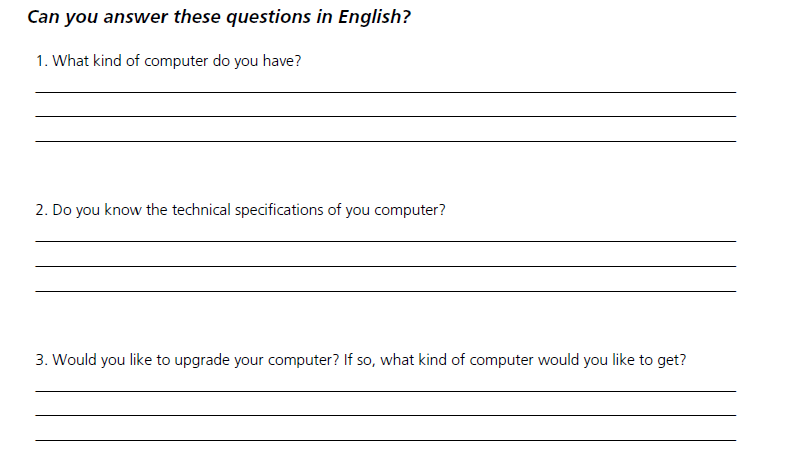 Can you answer these questions in English?
1. What kind of computer do you have?
2. Do you know the technical specifications of you computer?
3. Would you like to upgrade your computer? If so, what kind of computer would you like to get?